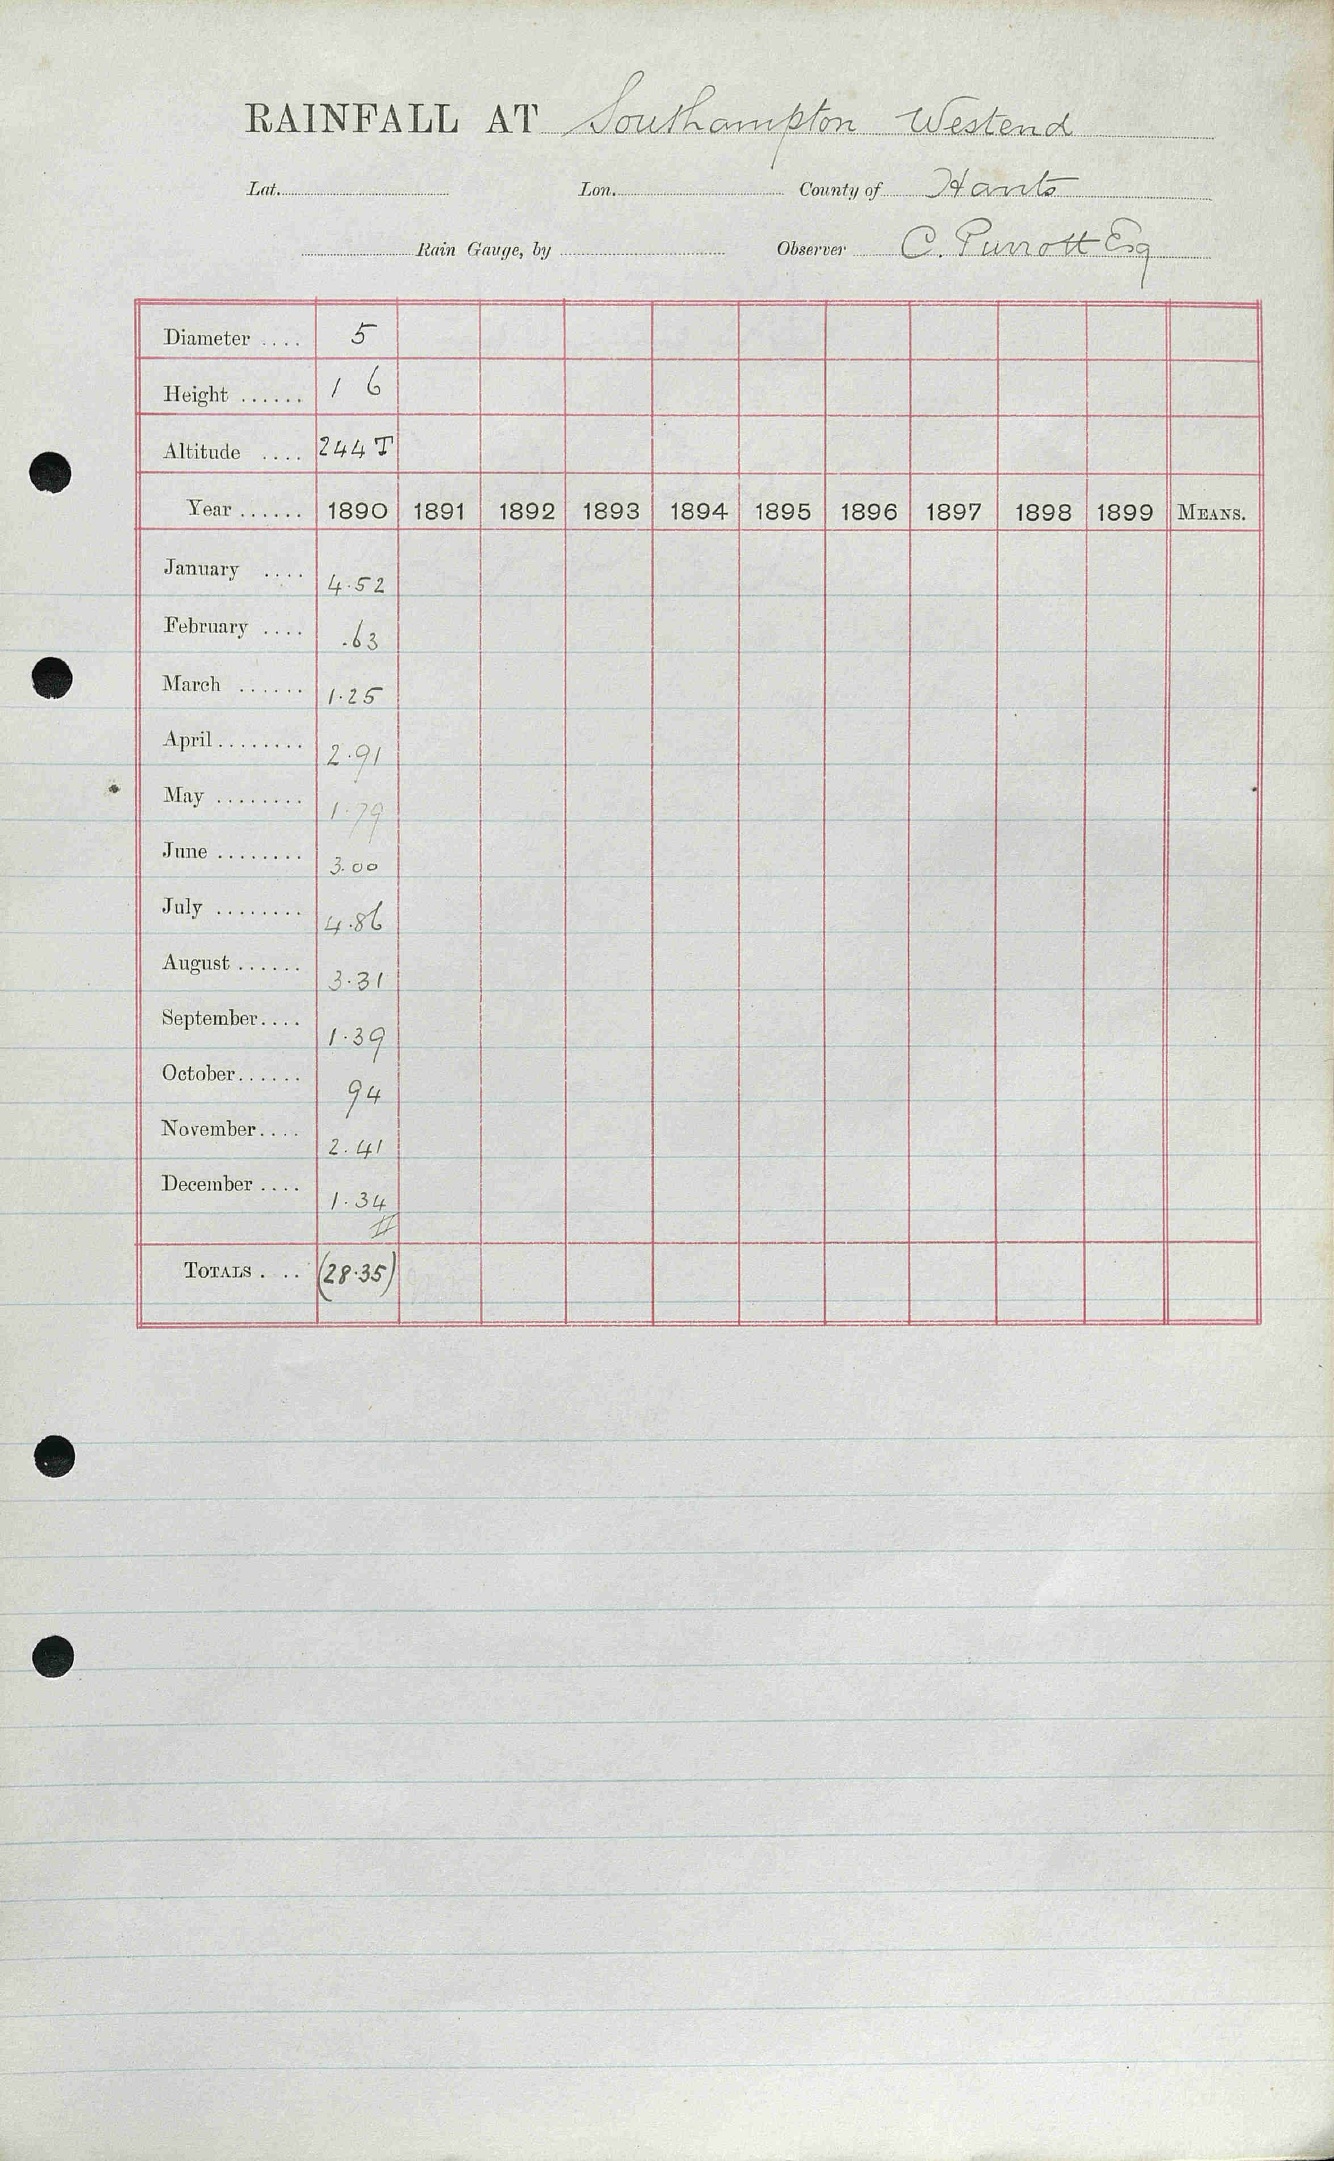 RAINFALL AT Southampton Westend
Lat. Lon. County of Hants
Rain Gauge, by Observer C. Purrott Esq
Diameter .... 5
Height ...... 1 6
Altitude .... 244 T
Year ...... 1890 1891 1892 1893 1894 1895 1896 1897 1898 1899 MEANS.
January .... 4.52
February .... .63
March ...... 1.25
April ........ 2.91
May ........ 1.79
June ........ 3.00
July ........ 4.86
August ...... 3.31
September.... 1.39
October...... 94
November.... 2.41
December .... 1.34
TOTALS . .. (28.35)